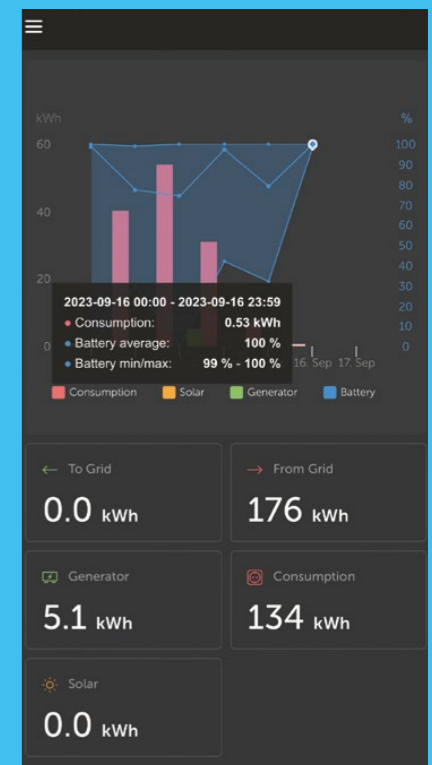 kWh
%
60
100
90
80
40
70
60
50
20
40
30
20
10
0
0
2023-09-16 00:00 - 2023-09-16 23:59
Consumption: 0.53 kWh
Battery average: 100 %
Battery min/max: 99 % - 100 %
16. Sep 17. Sep
Consumption Solar Generator Battery
← To Grid
0.0 kWh
→ From Grid
176 kWh
Generator
5.1 kWh
Consumption
134 kWh
Solar
0.0 kWh